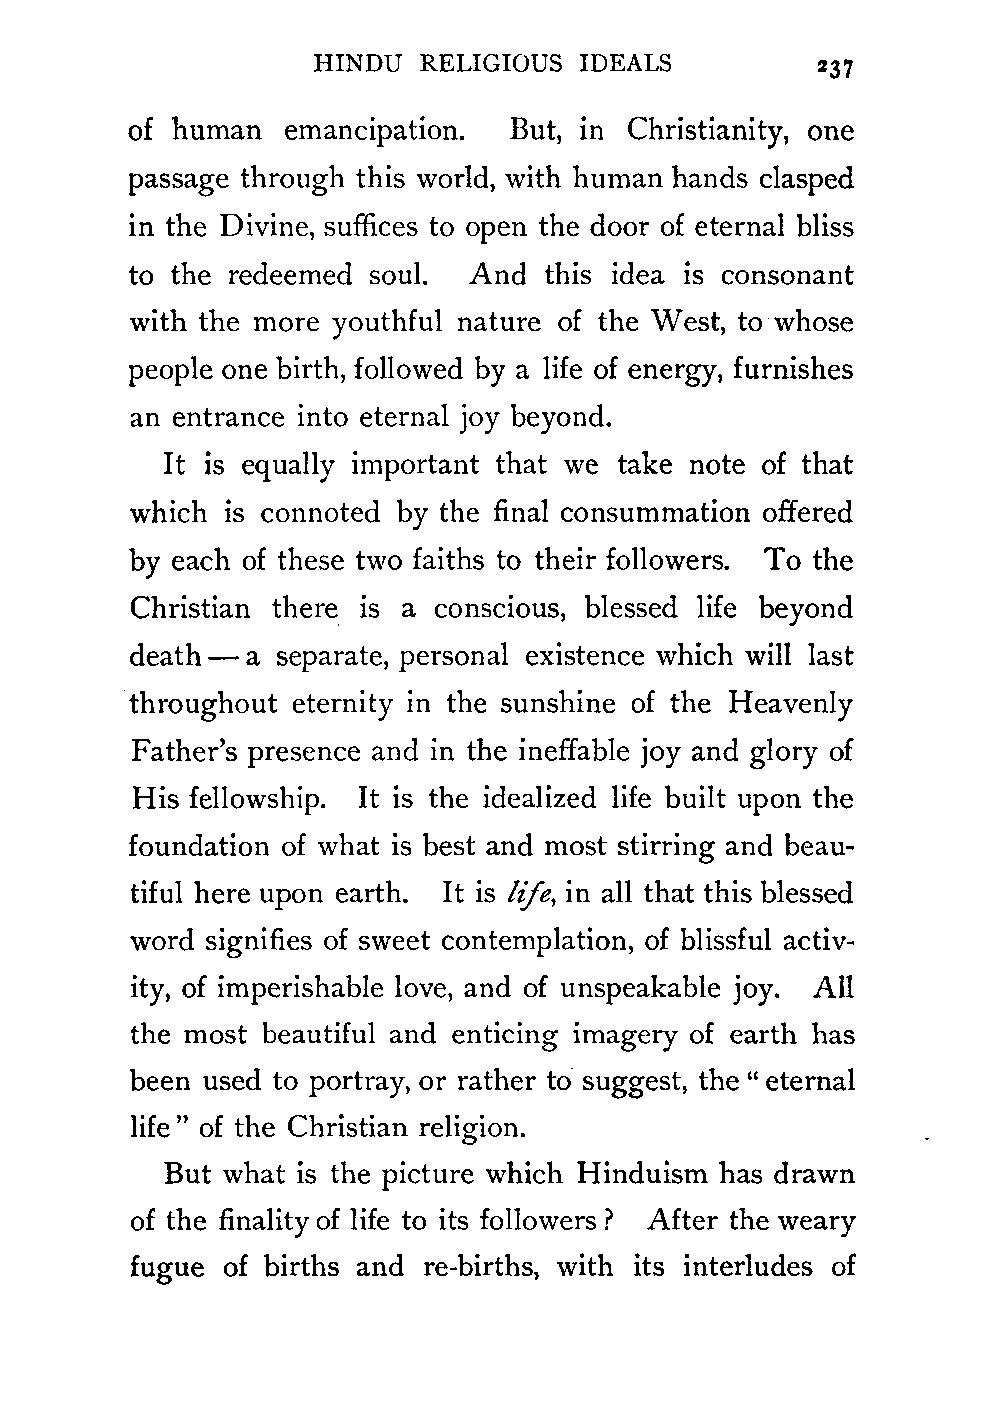 HINDU RELIGIOUS IDEALS 237
of human emancipation. But, in Christianity, one
passage through this world, with human hands clasped
in the Divine, suffices to open the door of eternal bliss
to the redeemed soul. And this idea is consonant
with the more youthful nature of the West, to whose
people one birth, followed by a life of energy, furnishes
an entrance into eternal joy beyond.
It is equally important that we take note of that
which is connoted by the final consummation offered
by each of these two faiths to their followers. To the
Christian there is a conscious, blessed life beyond
death — a separate, personal existence which will last
throughout eternity in the sunshine of the Heavenly
Father's presence and in the ineffable joy and glory of
His fellowship. It is the idealized life built upon the
foundation of what is best and most stirring and beau-
tiful here upon earth. It is life, in all that this blessed
word signifies of sweet contemplation, of blissful activ-
ity, of imperishable love, and of unspeakable joy. All
the most beautiful and enticing imagery of earth has
been used to portray, or rather to suggest, the " eternal
life " of the Christian religion.
But what is the picture which Hinduism has drawn
of the finality of life to its followers ? After the weary
fugue of births and re-births, with its interludes of